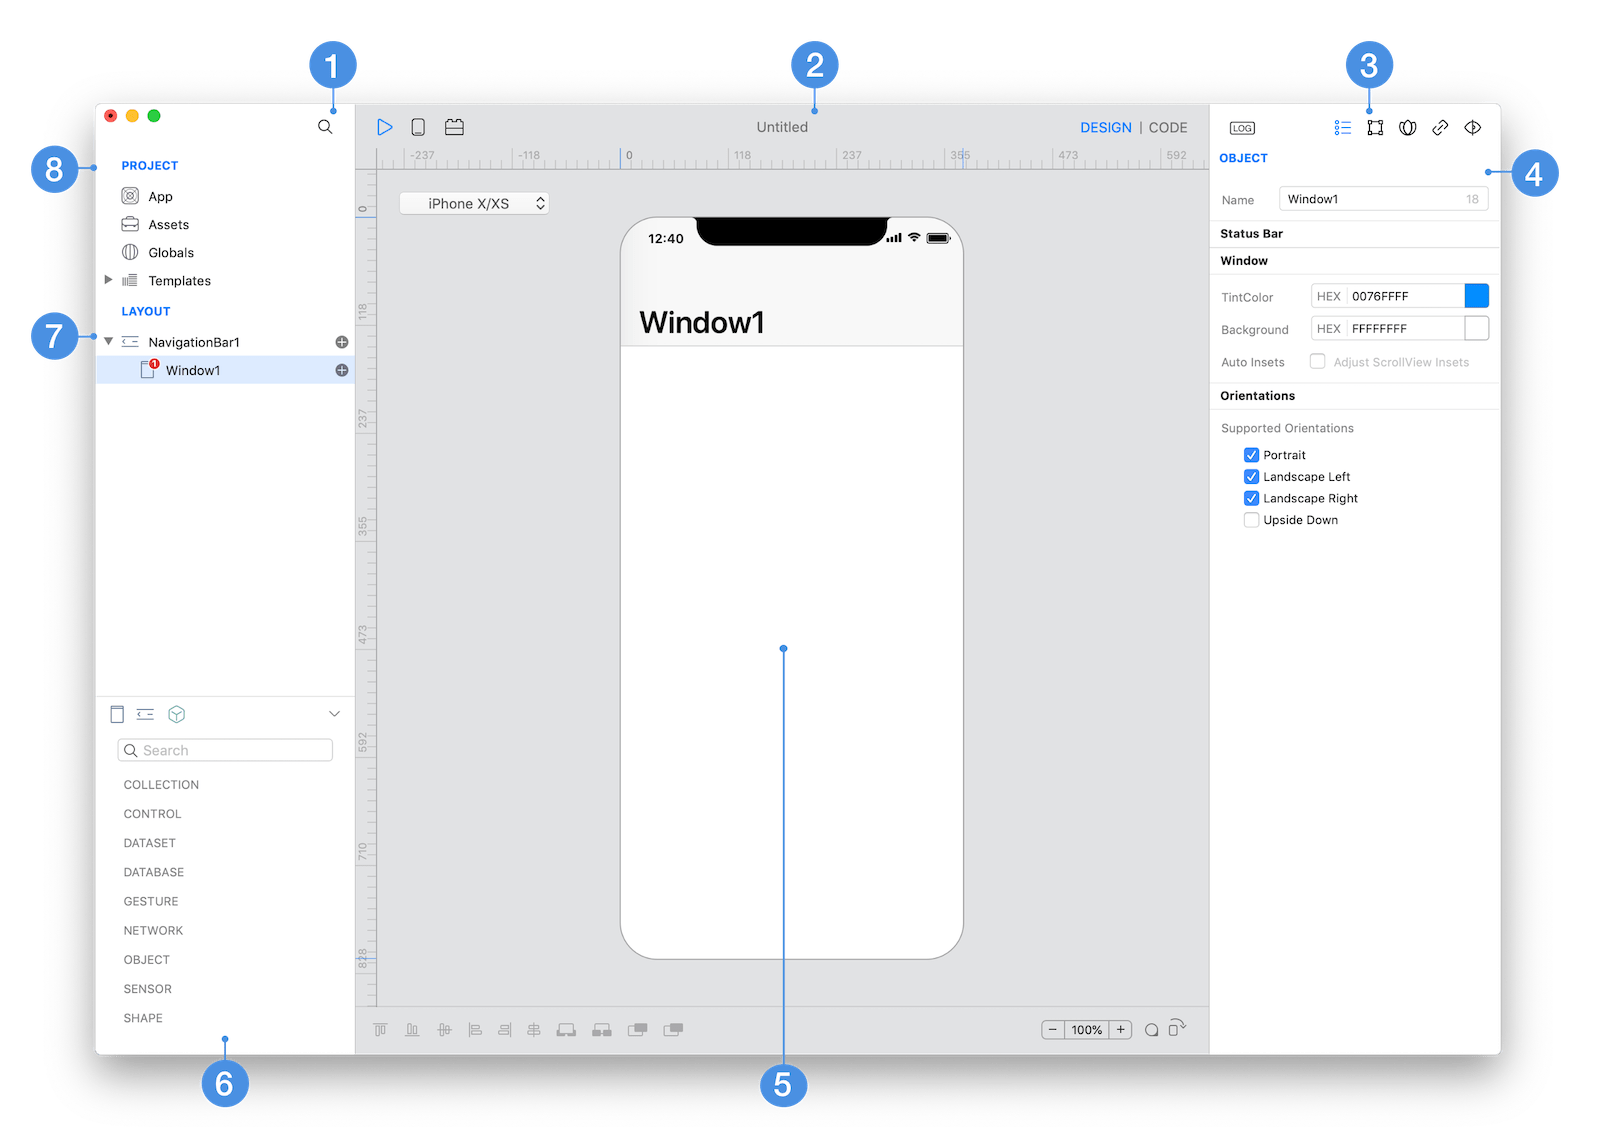 1
2
3
Untitled
DESIGN | CODE
LOG
-237 -118 0 118 237 355 473 592
8
PROJECT
App
Assets
Globals
Templates
7
LAYOUT
NavigationBar1
1
Window1
COLLECTION
Search
CONTROL
DATASET
DATABASE
GESTURE
NETWORK
OBJECT
SENSOR
SHAPE
6
iPhone X/XS
0
118
237
355
473
592
710
828
12:40
Window1
5
− 100% +
4
OBJECT
Name Window1 18
Status Bar
Window
TintColor HEX 0076FFFF
Background HEX FFFFFFFF
Auto Insets Adjust ScrollView Insets
Orientations
Supported Orientations
Portrait
Landscape Left
Landscape Right
Upside Down